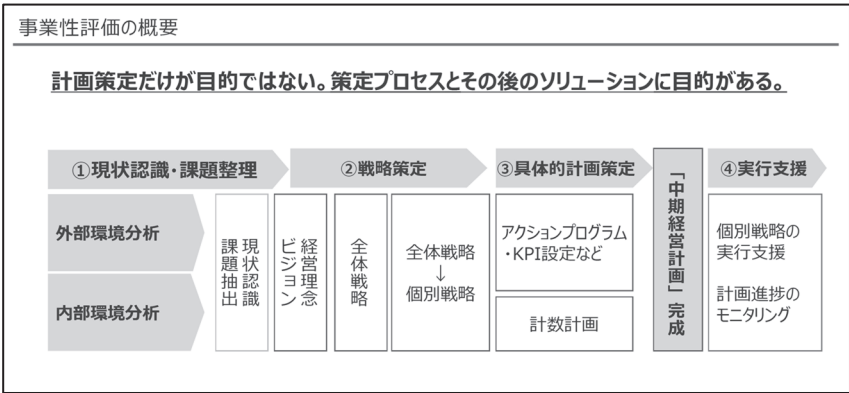 事業性評価の概要
計画策定だけが目的ではない。策定プロセスとその後のソリューションに目的がある。
①現状認識・課題整理
外部環境分析
内部環境分析
現状認識
課題抽出
②戦略策定
経営理念
ビジョン
全体戦略
全体戦略
↓
個別戦略
③具体的計画策定
アクションプログラム
・KPI設定など
計数計画
「中期経営計画」完成
④実行支援
個別戦略の
実行支援
計画進捗の
モニタリング